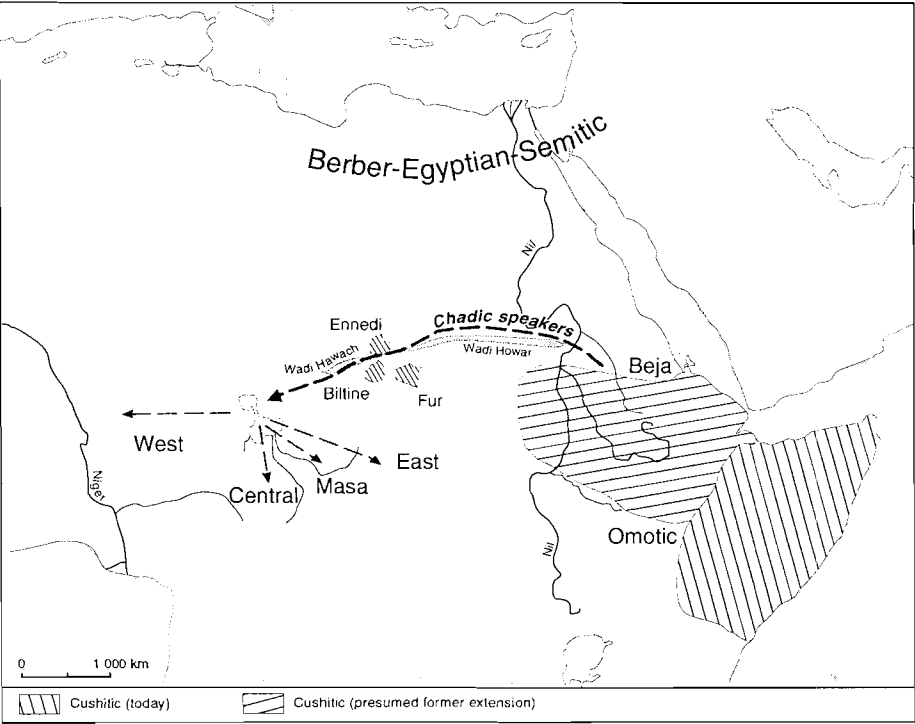 Berber-Egyptian-Semitic
Nil
Chadic speakers
Ennedi
Wadi Hawach
Wadi Howar
Beja
Biltine
Fur
West
East
Masa
Central
Niger
Omotic
Nil
0 1 000 km
Cushitic (today)
Cushitic (presumed former extension)